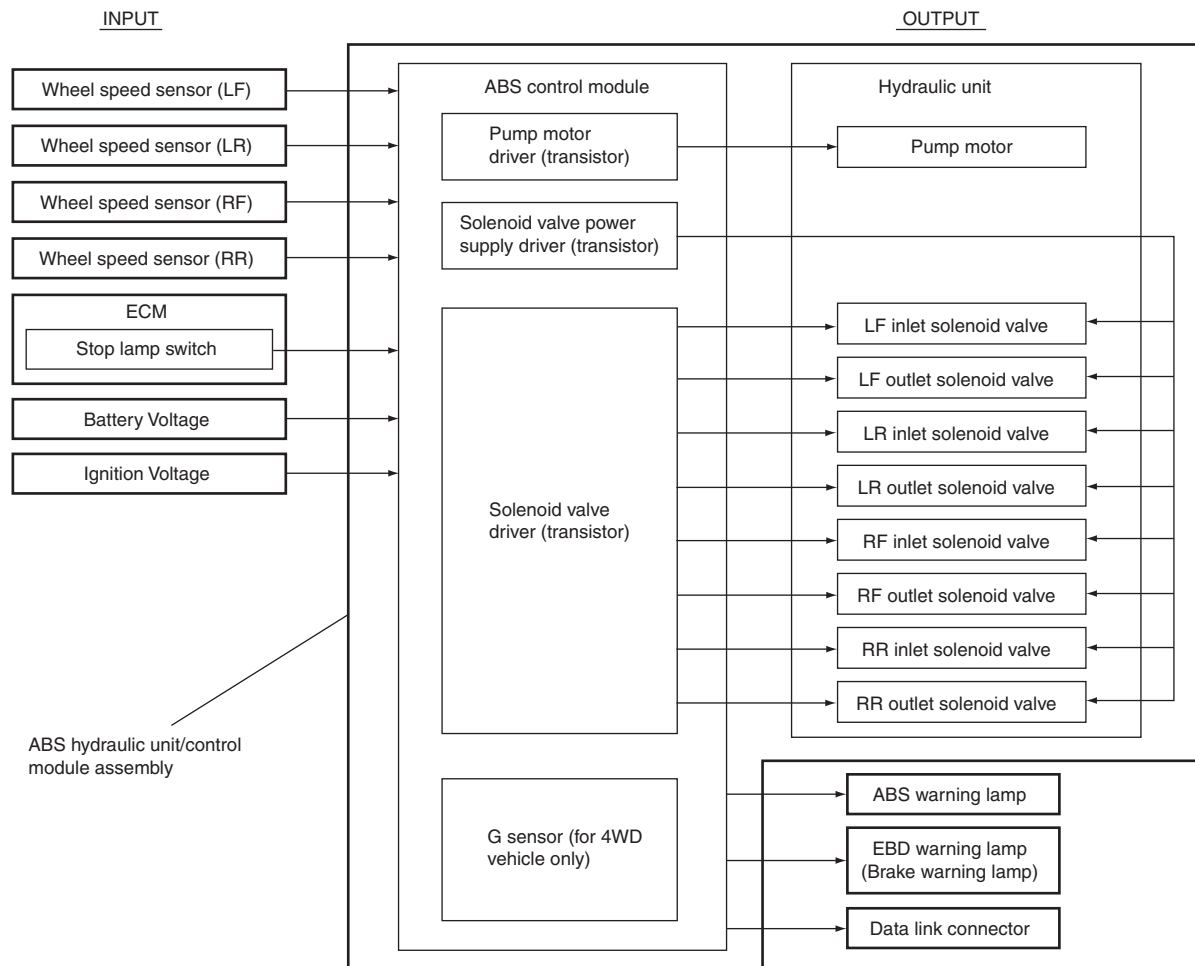 INPUT
OUTPUT
Wheel speed sensor (LF)
Wheel speed sensor (LR)
Wheel speed sensor (RF)
Wheel speed sensor (RR)
ECM
Stop lamp switch
Battery Voltage
Ignition Voltage
ABS hydraulic unit/control
module assembly
ABS control module
Pump motor
driver (transistor)
Solenoid valve power
supply driver (transistor)
Solenoid valve
driver (transistor)
G sensor (for 4WD
vehicle only)
Hydraulic unit
Pump motor
LF inlet solenoid valve
LF outlet solenoid valve
LR inlet solenoid valve
LR outlet solenoid valve
RF inlet solenoid valve
RF outlet solenoid valve
RR inlet solenoid valve
RR outlet solenoid valve
ABS warning lamp
EBD warning lamp
(Brake warning lamp)
Data link connector